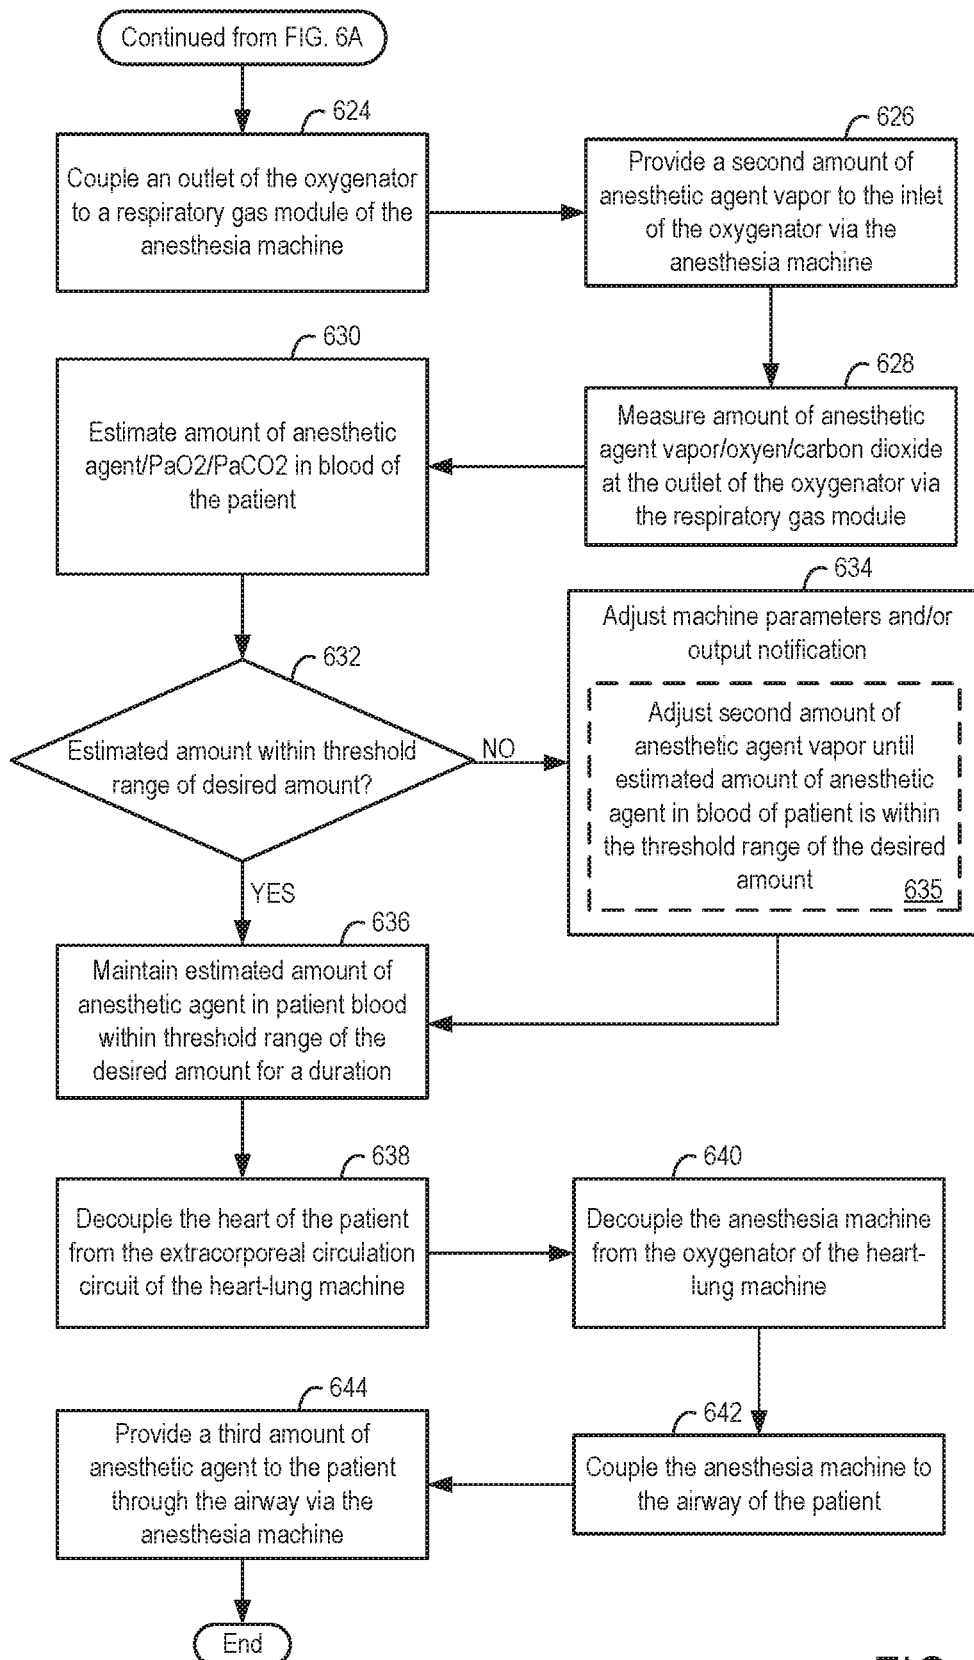 Continued from FIG. 6A
624
Couple an outlet of the oxygenator
to a respiratory gas module of the
anesthesia machine
626
Provide a second amount of
anesthetic agent vapor to the inlet
of the oxygenator via the
anesthesia machine
628
Measure amount of anesthetic
agent vapor/oxyen/carbon dioxide
at the outlet of the oxygenator via
the respiratory gas module
630
Estimate amount of anesthetic
agent/PaO2/PaCO2 in blood of
the patient
632
Estimated amount within threshold
range of desired amount?
NO
634
Adjust machine parameters and/or
output notification
Adjust second amount of
anesthetic agent vapor until
estimated amount of anesthetic
agent in blood of patient is within
the threshold range of the desired
amount
635
YES
636
Maintain estimated amount of
anesthetic agent in patient blood
within threshold range of the
desired amount for a duration
638
Decouple the heart of the patient
from the extracorporeal circulation
circuit of the heart-lung machine
640
Decouple the anesthesia machine
from the oxygenator of the heart-
lung machine
642
Couple the anesthesia machine to
the airway of the patient
644
Provide a third amount of
anesthetic agent to the patient
through the airway via the
anesthesia machine
End